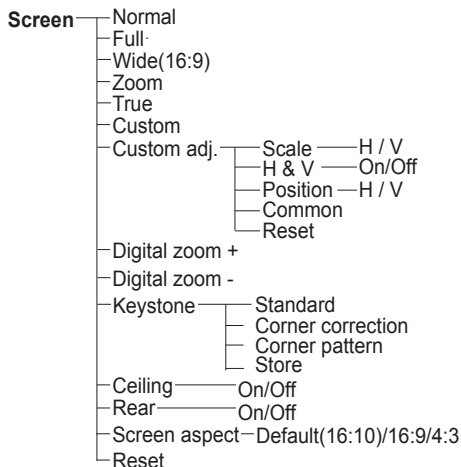 Screen Normal
Full
Wide(16:9)
Zoom
True
Custom
Custom adj. Scale H / V
H & V On/Off
Position H / V
Common
Reset
Digital zoom +
Digital zoom -
Keystone Standard
Corner correction
Corner pattern
Store
Ceiling On/Off
Rear On/Off
Screen aspect Default(16:10)/16:9/4:3
Reset